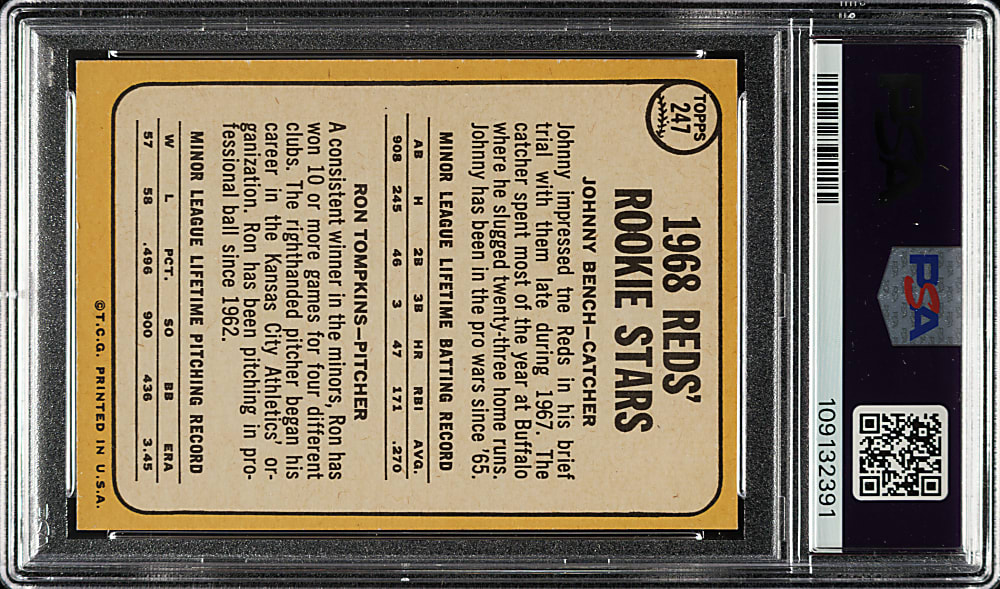 PSA
109132391
TOPPS
247
1968 REDS'
ROOKIE STARS
JOHNNY BENCH—CATCHER
Johnny impressed tne Reds in his brief
trial with them late during 1967. The
catcher spent most of the year at Buffalo
where he slugged twenty-three home runs.
Johnny has been in the pro wars since '65.
MINOR LEAGUE LIFETIME BATTING RECORD
AB H 2B 3B HR RBI AVG.
908 245 46 3 47 171 .270
RON TOMPKINS—PITCHER
A consistent winner in the minors, Ron has
won 10 or more games for four different
clubs. The righthanded pitcher began his
career in the Kansas City Athletics' or-
ganization. Ron has been pitching in pro-
fessional ball since 1962.
MINOR LEAGUE LIFETIME PITCHING RECORD
W L PCT. SO BB ERA
57 58 .496 900 436 3.45
©T.C.G. PRINTED IN U.S.A.